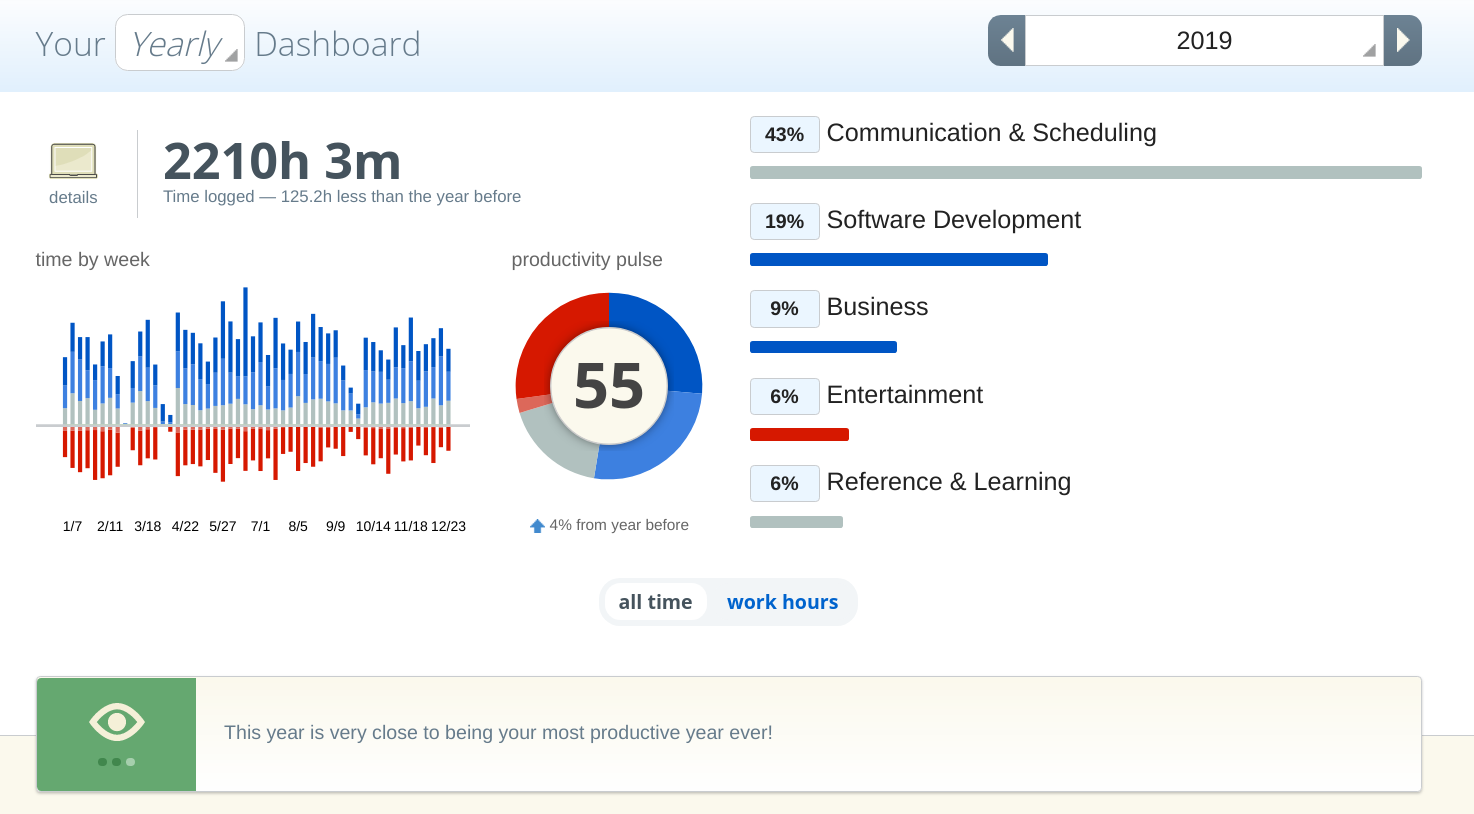 Your Yearly Dashboard
2019
details
2210h 3m
Time logged — 125.2h less than the year before
time by week
1/7 2/11 3/18 4/22 5/27 7/1 8/5 9/9 10/14 11/18 12/23
productivity pulse
55
4% from year before
43% Communication & Scheduling
19% Software Development
9% Business
6% Entertainment
6% Reference & Learning
all time work hours
This year is very close to being your most productive year ever!